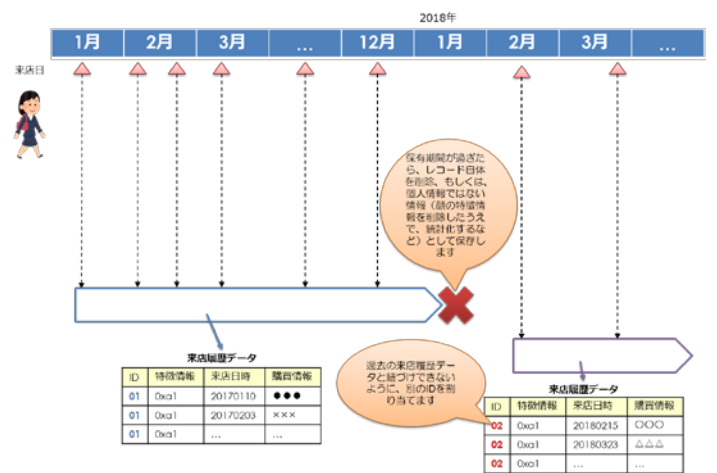 2018年
1月 2月 3月 … 12月 1月 2月 3月 …
来店日
保有期間が過ぎた
ら、レコード自体
を削除、もしくは、
個人情報ではない
情報（顔の特徴情
報を削除したうえ
で、統計化するな
ど）として保存し
ます
来店履歴データ
ID 特徴情報 来店日時 購買情報
01 0xa1 20170110 ●●●
01 0xa1 20170203 ×××
01 0xa1 … …
過去の来店履歴デー
タと紐づけできない
ように、別のIDを割
り当てます
来店履歴データ
ID 特徴情報 来店日時 購買情報
02 0xa1 20180215 〇〇〇
02 0xa1 20180323 △△△
02 0xa1 … …